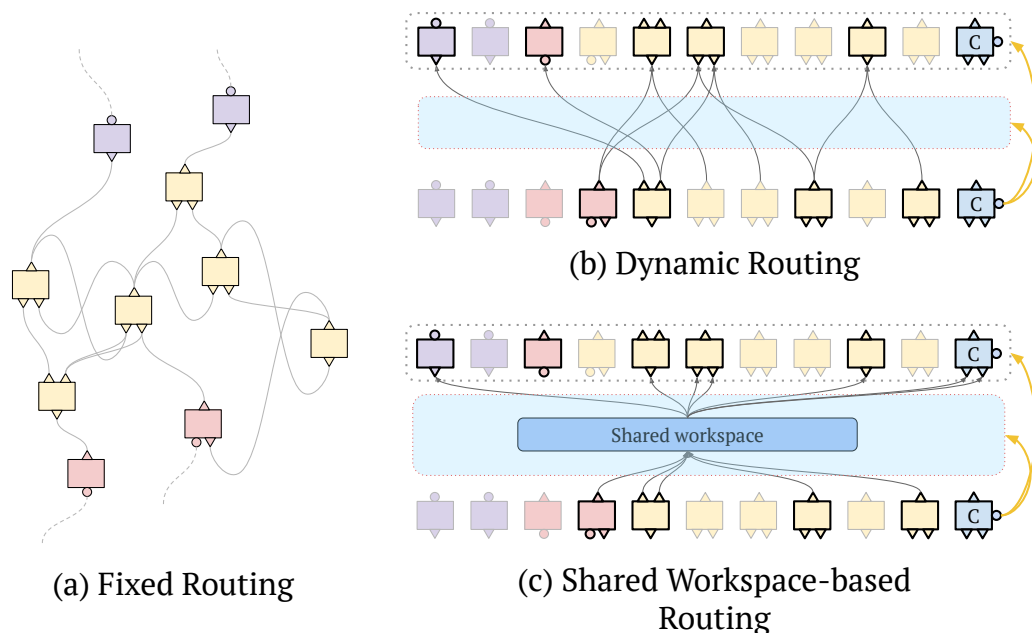 C
C
(b) Dynamic Routing
C
Shared workspace
C
(a) Fixed Routing
(c) Shared Workspace-based
Routing